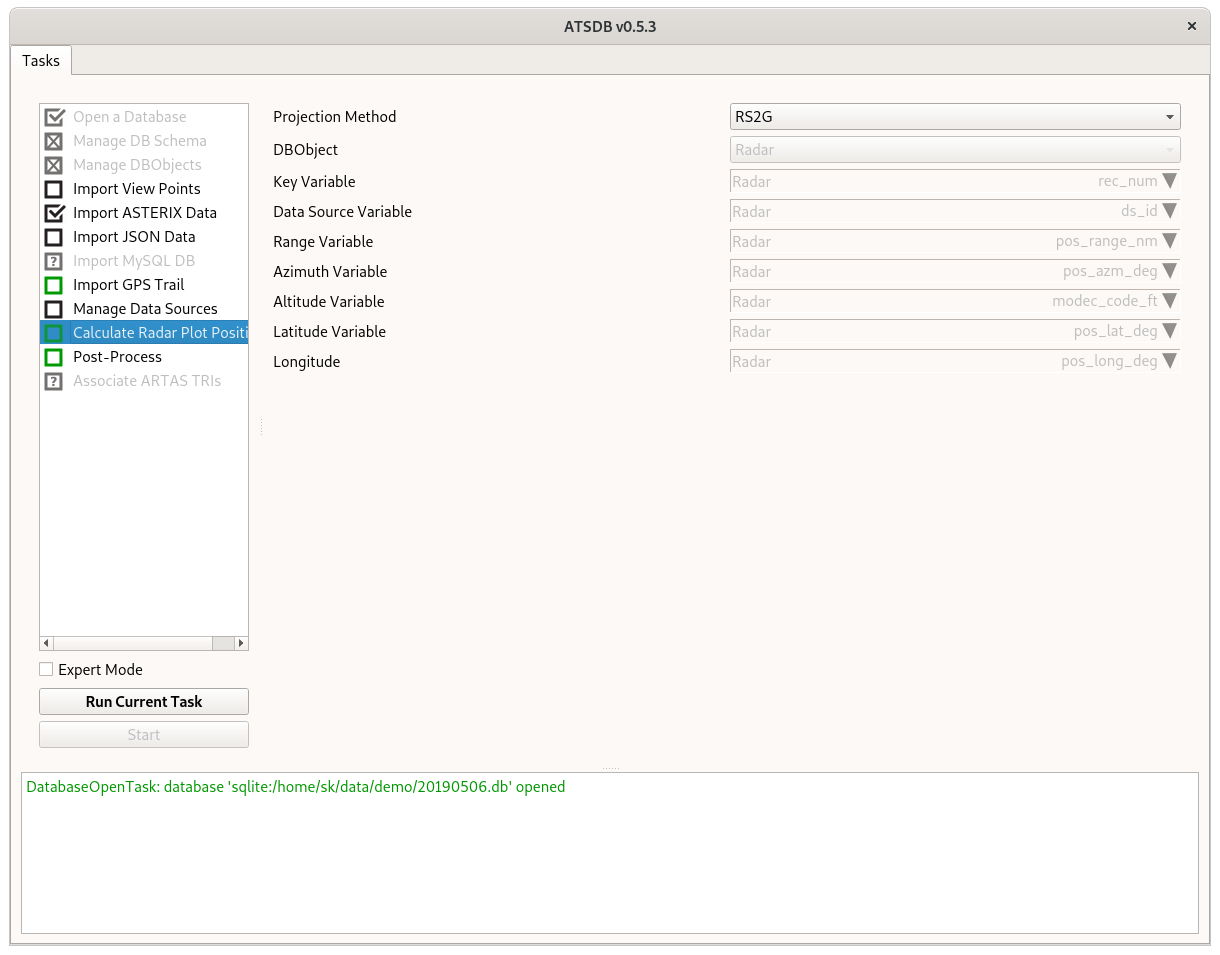 ATSDB v0.5.3
Tasks
Open a Database
Manage DB Schema
Manage DBObjects
Import View Points
Import ASTERIX Data
Import JSON Data
Import MySQL DB
Import GPS Trail
Manage Data Sources
Calculate Radar Plot Positi
Post-Process
Associate ARTAS TRIs
Expert Mode
Run Current Task
Start
Projection Method RS2G
DBObject Radar
Key Variable Radar rec_num
Data Source Variable Radar ds_id
Range Variable Radar pos_range_nm
Azimuth Variable Radar pos_azm_deg
Altitude Variable Radar modec_code_ft
Latitude Variable Radar pos_lat_deg
Longitude Radar pos_long_deg
DatabaseOpenTask: database 'sqlite:/home/sk/data/demo/20190506.db' opened